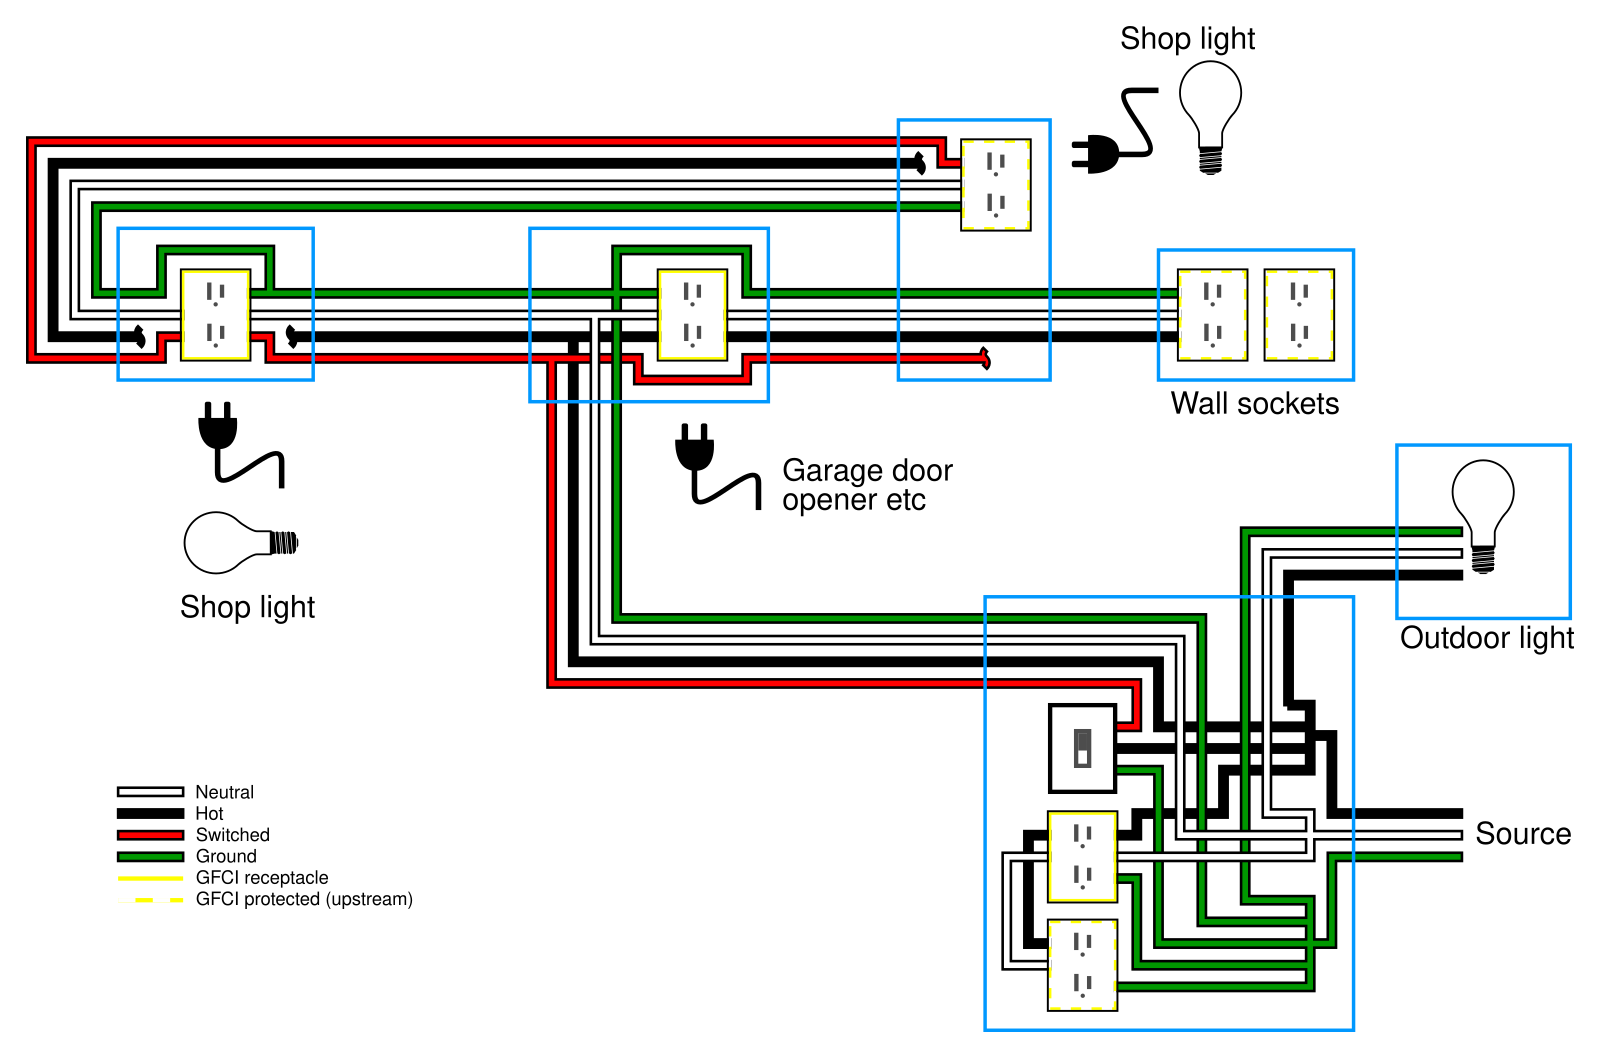 Shop light
Wall sockets
Garage door
opener etc
Shop light
Outdoor light
Neutral
Hot
Switched
Ground
GFCI receptacle
GFCI protected (upstream)
Source